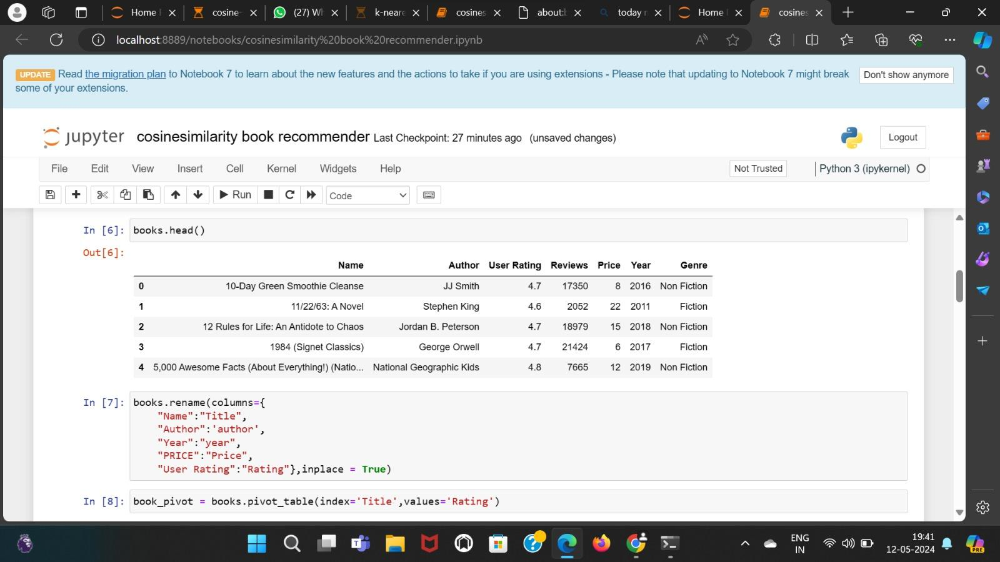 Home
cosine-
(27) Wh
k-neare
cosines
about:b
today n
Home
cosines
localhost:8889/notebooks/cosinesimilarity%20book%20recommender.ipynb
UPDATE Read the migration plan to Notebook 7 to learn about the new features and the actions to take if you are using extensions - Please note that updating to Notebook 7 might break
some of your extensions.
Don't show anymore
jupyter cosinesimilarity book recommender Last Checkpoint: 27 minutes ago (unsaved changes)
Logout
File Edit View Insert Cell Kernel Widgets Help
Not Trusted
Python 3 (ipykernel)
Run
Code
In [6]: books.head()
Out[6]:
Name Author User Rating Reviews Price Year Genre
0 10-Day Green Smoothie Cleanse JJ Smith 4.7 17350 8 2016 Non Fiction
1 11/22/63: A Novel Stephen King 4.6 2052 22 2011 Fiction
2 12 Rules for Life: An Antidote to Chaos Jordan B. Peterson 4.7 18979 15 2018 Non Fiction
3 1984 (Signet Classics) George Orwell 4.7 21424 6 2017 Fiction
4 5,000 Awesome Facts (About Everything!) (Natio... National Geographic Kids 4.8 7665 12 2019 Non Fiction
In [7]: books.rename(columns={
"Name":"Title",
"Author":'author',
"Year":"year",
"PRICE":"Price",
"User Rating":"Rating"},inplace = True)
In [8]: book_pivot = books.pivot_table(index='Title',values='Rating')
ENG
IN
19:41
12-05-2024
PRE